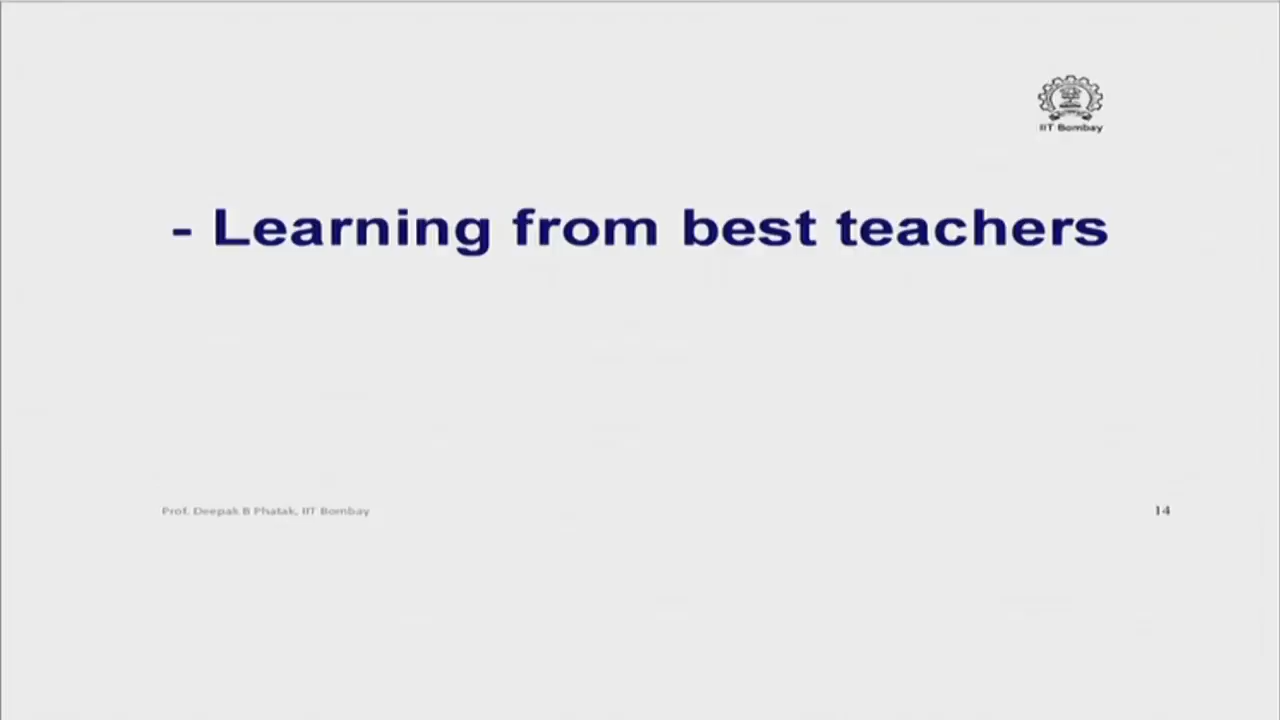 IIT Bombay
- Learning from best teachers
Prof. Deepak B Phatak, IIT Bombay
14